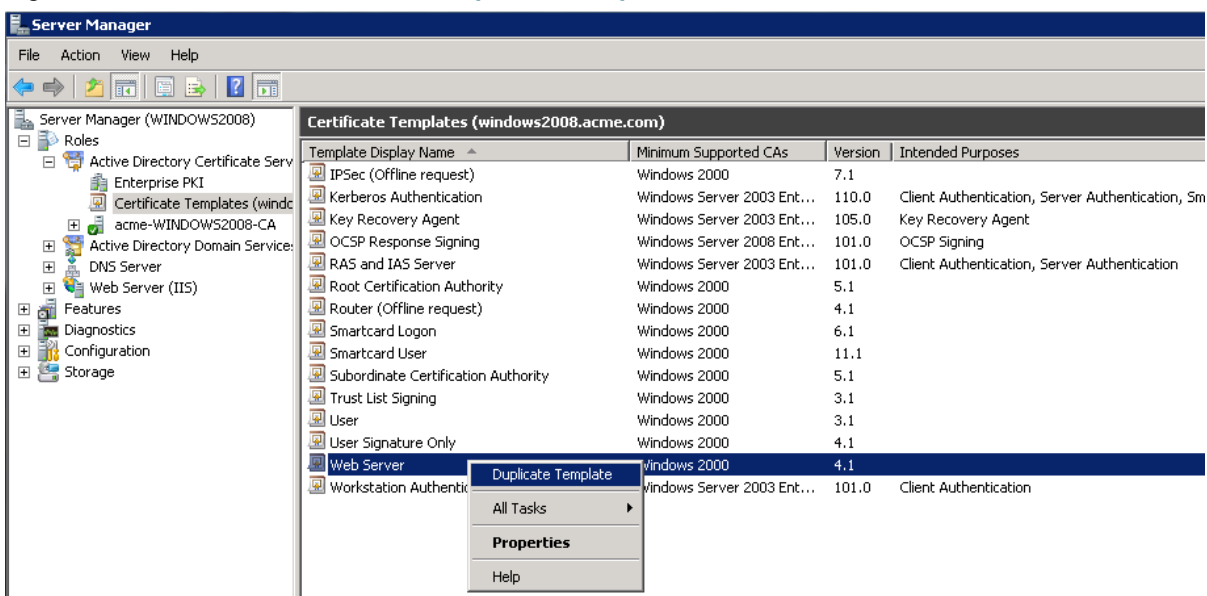 Server Manager
File Action View Help
Server Manager (WINDOWS2008)
Roles
Active Directory Certificate Serv
Enterprise PKI
Certificate Templates (windo
acme-WINDOWS2008-CA
Active Directory Domain Services
DNS Server
Web Server (IIS)
Features
Diagnostics
Configuration
Storage
Certificate Templates (windows2008.acme.com)
Template Display Name Minimum Supported CAs Version Intended Purposes
IPSec (Offline request) Windows 2000 7.1
Kerberos Authentication Windows Server 2003 Ent... 110.0 Client Authentication, Server Authentication, Sm
Key Recovery Agent Windows Server 2003 Ent... 105.0 Key Recovery Agent
OCSP Response Signing Windows Server 2008 Ent... 101.0 OCSP Signing
RAS and IAS Server Windows Server 2003 Ent... 101.0 Client Authentication, Server Authentication
Root Certification Authority Windows 2000 5.1
Router (Offline request) Windows 2000 4.1
Smartcard Logon Windows 2000 6.1
Smartcard User Windows 2000 11.1
Subordinate Certification Authority Windows 2000 5.1
Trust List Signing Windows 2000 3.1
User Windows 2000 3.1
User Signature Only Windows 2000 4.1
Web Server Windows 2000 4.1
Workstation Authentic Windows Server 2003 Ent... 101.0 Client Authentication
Duplicate Template
All Tasks
Properties
Help